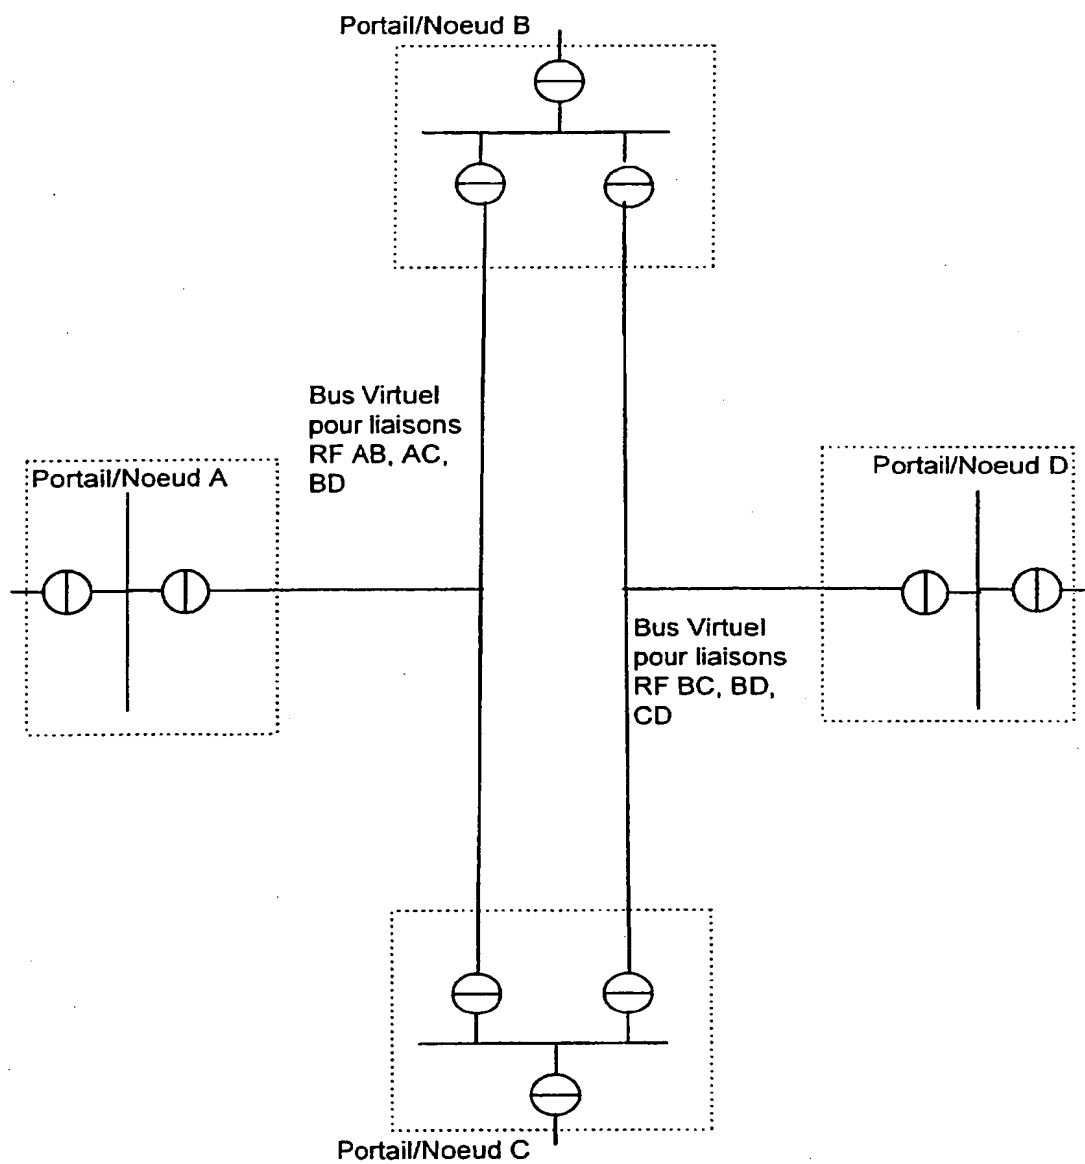 Portail/Noeud B
Bus Virtuel
pour liaisons
RF AB, AC,
BD
Portail/Noeud A
Portail/Noeud D
Bus Virtuel
pour liaisons
RF BC, BD,
CD
Portail/Noeud C